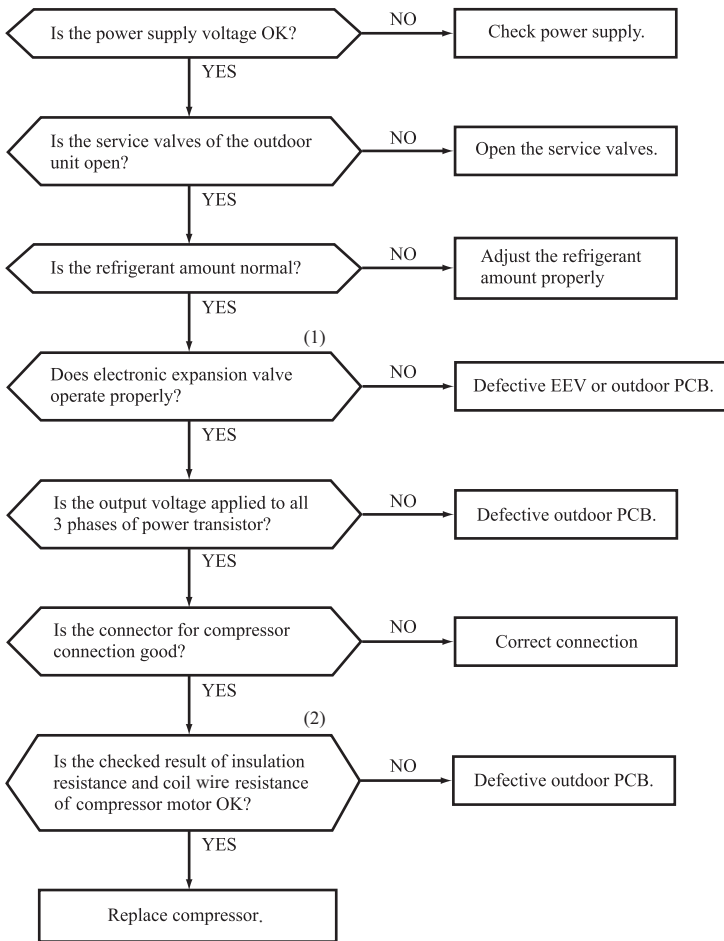 Is the power supply voltage OK?
NO
Check power supply.
YES
Is the service valves of the outdoor
unit open?
NO
Open the service valves.
YES
Is the refrigerant amount normal?
NO
Adjust the refrigerant
amount properly
YES
(1)
Does electronic expansion valve
operate properly?
NO
Defective EEV or outdoor PCB.
YES
Is the output voltage applied to all
3 phases of power transistor?
NO
Defective outdoor PCB.
YES
Is the connector for compressor
connection good?
NO
Correct connection
YES
(2)
Is the checked result of insulation
resistance and coil wire resistance
of compressor motor OK?
NO
Defective outdoor PCB.
YES
Replace compressor.